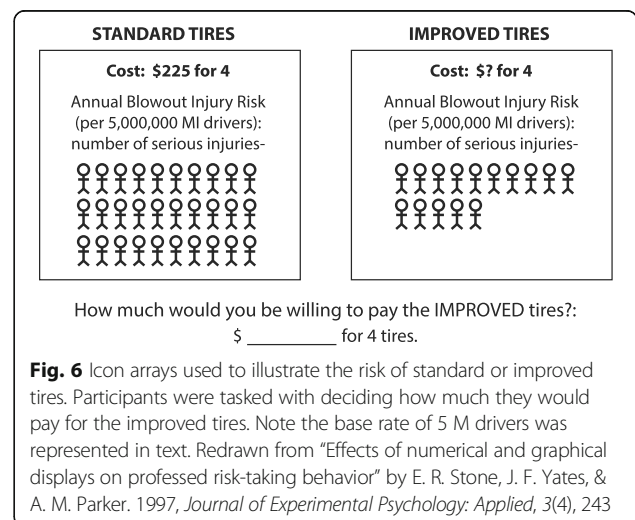 STANDARD TIRES
Cost: $225 for 4
Annual Blowout Injury Risk
(per 5,000,000 MI drivers):
number of serious injuries-
IMPROVED TIRES
Cost: $? for 4
Annual Blowout Injury Risk
(per 5,000,000 MI drivers):
number of serious injuries-
How much would you be willing to pay the IMPROVED tires?:
$ __________ for 4 tires.
Fig. 6 Icon arrays used to illustrate the risk of standard or improved
tires. Participants were tasked with deciding how much they would
pay for the improved tires. Note the base rate of 5 M drivers was
represented in text. Redrawn from “Effects of numerical and graphical
displays on professed risk-taking behavior” by E. R. Stone, J. F. Yates, &
A. M. Parker. 1997, Journal of Experimental Psychology: Applied, 3(4), 243